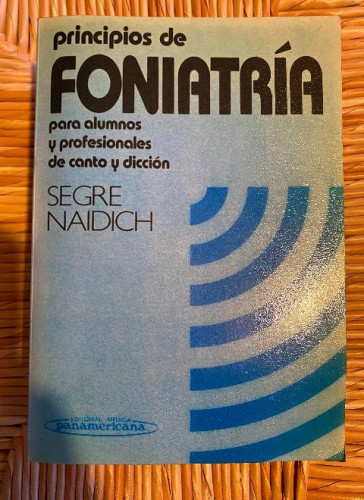 principios de
FONIATRÍA
para alumnos
y profesionales
de canto y dicción
SEGRE
NAIDICH
EDITORIAL MEDICA
panamericana